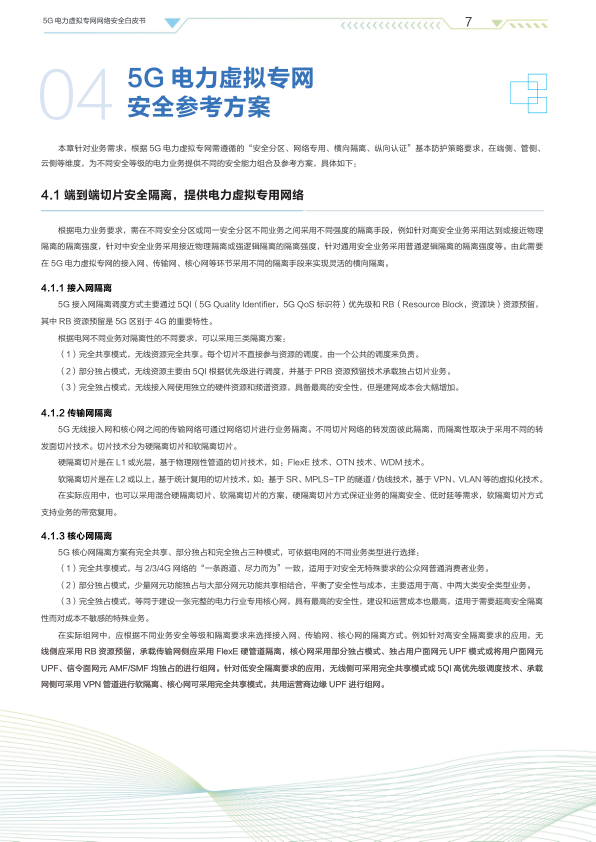 5G 电力虚拟专网网络安全白皮书
7
04
5G 电力虚拟专网
安全参考方案
本章针对业务需求，根据 5G 电力虚拟专网需遵循的“安全分区、网络专用、横向隔离、纵向认证”基本防护策略要求，在端侧、管侧、
云侧等维度，为不同安全等级的电力业务提供不同的安全能力组合及参考方案，具体如下：
4.1 端到端切片安全隔离，提供电力虚拟专用网络
根据电力业务要求，需在不同安全分区或同一安全分区不同业务之间采用不同强度的隔离手段，例如针对高安全业务采用达到或接近物理
隔离的隔离强度，针对中安全业务采用接近物理隔离或强逻辑隔离的隔离强度，针对通用安全业务采用普通逻辑隔离的隔离强度等。由此需要
在 5G 电力虚拟专网的接入网、传输网、核心网等环节采用不同的隔离手段来实现灵活的横向隔离。
4.1.1 接入网隔离
5G 接入网隔离调度方式主要通过 5QI（5G Quality Identifier，5G QoS 标识符）优先级和 RB（Resource Block，资源块）资源预留，
其中 RB 资源预留是 5G 区别于 4G 的重要特性。
根据电网不同业务对隔离性的不同要求，可以采用三类隔离方案：
（1）完全共享模式，无线资源完全共享。每个切片不直接参与资源的调度，由一个公共的调度来负责。
（2）部分独占模式，无线资源主要由 5QI 根据优先级进行调度，并基于 PRB 资源预留技术承载独占切片业务。
（3）完全独占模式，无线接入网使用独立的硬件资源和频谱资源，具备最高的安全性，但是建网成本会大幅增加。
4.1.2 传输网隔离
5G 无线接入网和核心网之间的传输网络可通过网络切片进行业务隔离。不同切片网络的转发面彼此隔离，而隔离性取决于采用不同的转
发面切片技术。切片技术分为硬隔离切片和软隔离切片。
硬隔离切片是在 L1 或光层，基于物理刚性管道的切片技术，如：FlexE 技术、OTN 技术、WDM 技术。
软隔离切片是在 L2 或以上，基于统计复用的切片技术，如：基于 SR、MPLS-TP 的隧道 / 伪线技术，基于 VPN、VLAN 等的虚拟化技术。
在实际应用中，也可以采用混合硬隔离切片、软隔离切片的方案，硬隔离切片方式保证业务的隔离安全、低时延等需求，软隔离切片方式
支持业务的带宽复用。
4.1.3 核心网隔离
5G 核心网隔离方案有完全共享、部分独占和完全独占三种模式，可依据电网的不同业务类型进行选择：
（1）完全共享模式，与 2/3/4G 网络的“一条跑道、尽力而为”一致，适用于对安全无特殊要求的公众网普通消费者业务。
（2）部分独占模式，少量网元功能独占与大部分网元功能共享相结合，平衡了安全性与成本，主要适用于高、中两大类安全类型业务。
（3）完全独占模式，等同于建设一张完整的电力行业专用核心网，具有最高的安全性，建设和运营成本也最高，适用于需要超高安全隔离
性而对成本不敏感的特殊业务。
在实际组网中，应根据不同业务安全等级和隔离要求来选择接入网、传输网、核心网的隔离方式。例如针对高安全隔离要求的应用，无
线侧应采用 RB 资源预留，承载传输网侧应采用 FlexE 硬管道隔离，核心网采用部分独占模式、独占用户面网元 UPF 模式或将用户面网元
UPF、信令面网元 AMF/SMF 均独占的进行组网。针对低安全隔离要求的应用，无线侧可采用完全共享模式或 5QI 高优先级调度技术、承载
网侧可采用 VPN 管道进行软隔离、核心网可采用完全共享模式，共用运营商边缘 UPF 进行组网。